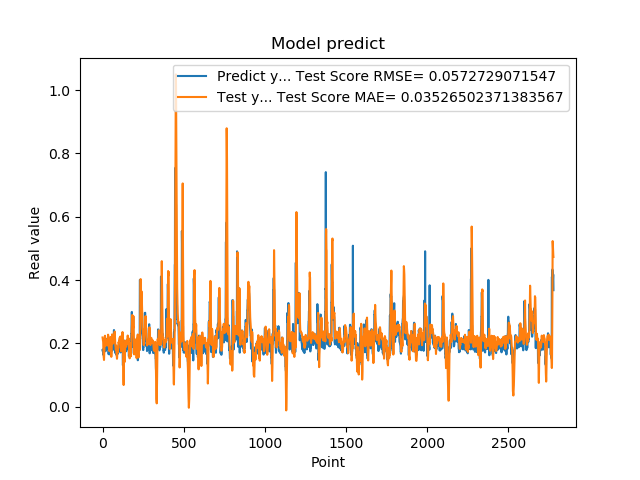 Model predict
Predict y... Test Score RMSE= 0.0572729071547
Test y... Test Score MAE= 0.03526502371383567
1.0
0.8
0.6
0.4
0.2
0.0
Real value
0 500 1000 1500 2000 2500
Point